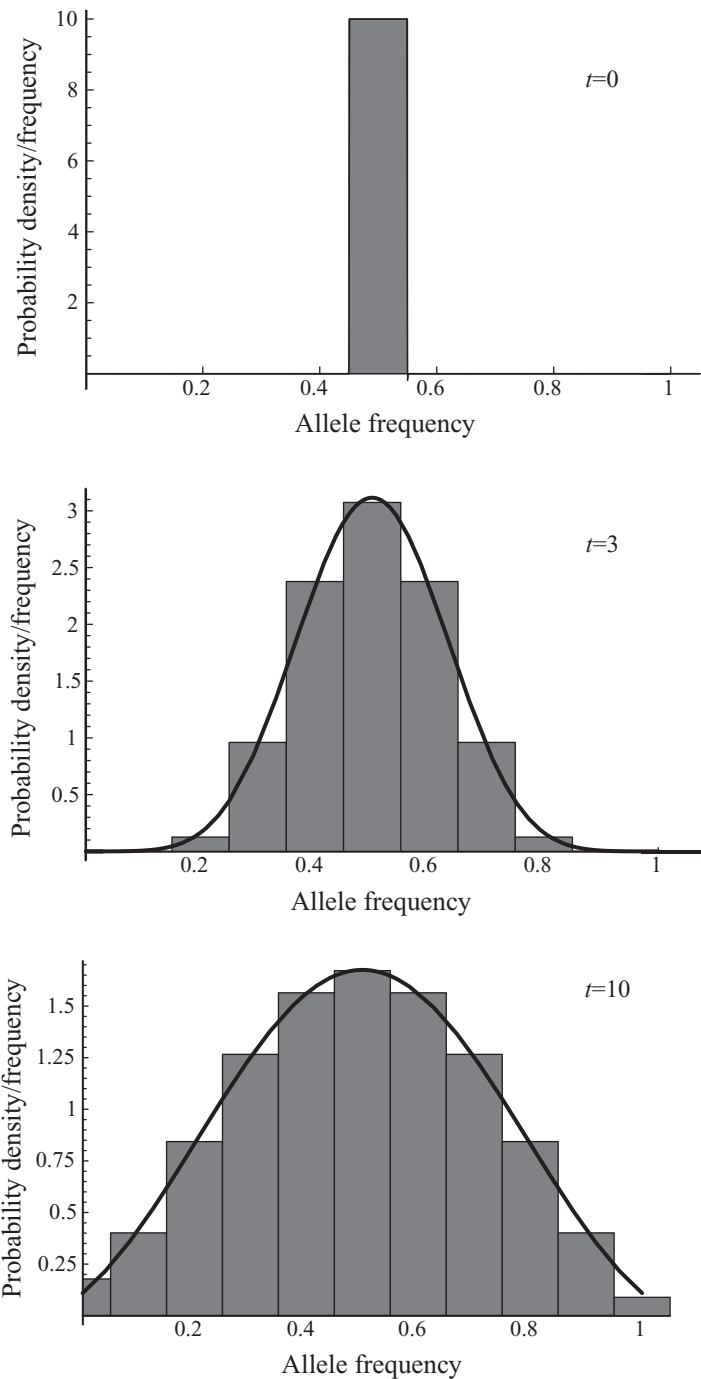 Probability density/frequency
10
8
6
4
2
t=0
0.2 0.4 0.6 0.8 1
Allele frequency
Probability density/frequency
3
2.5
2
1.5
1
0.5
t=3
0.2 0.4 0.6 0.8 1
Allele frequency
Probability density/frequency
1.5
1.25
1
0.75
0.5
0.25
t=10
0.2 0.4 0.6 0.8 1
Allele frequency